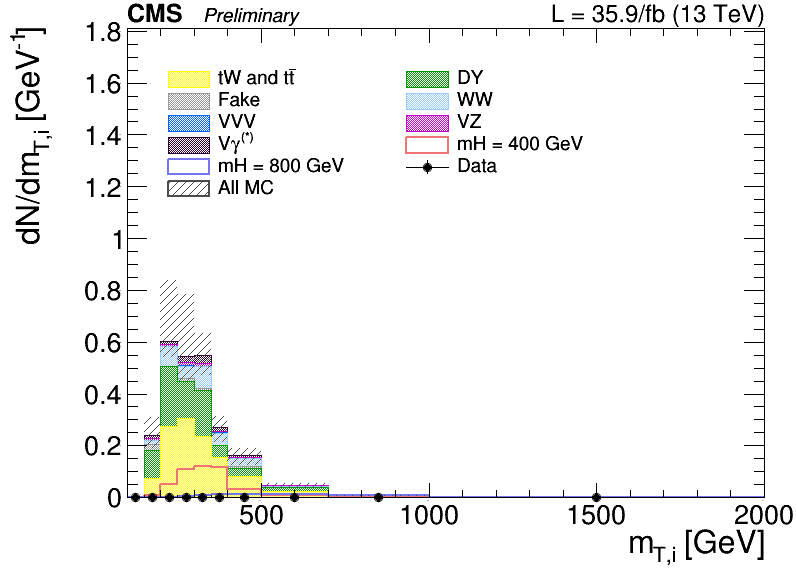 CMS Preliminary L = 35.9/fb (13 TeV)
dN/dm_{T,i} [GeV^{-1}]
1.8
1.6
1.4
1.2
1
0.8
0.6
0.4
0.2
0
tW and tt̄ DY
Fake WW
VVV VZ
Vγ^{(*)} mH = 400 GeV
mH = 800 GeV Data
All MC
500 1000 1500 2000
m_{T,i} [GeV]